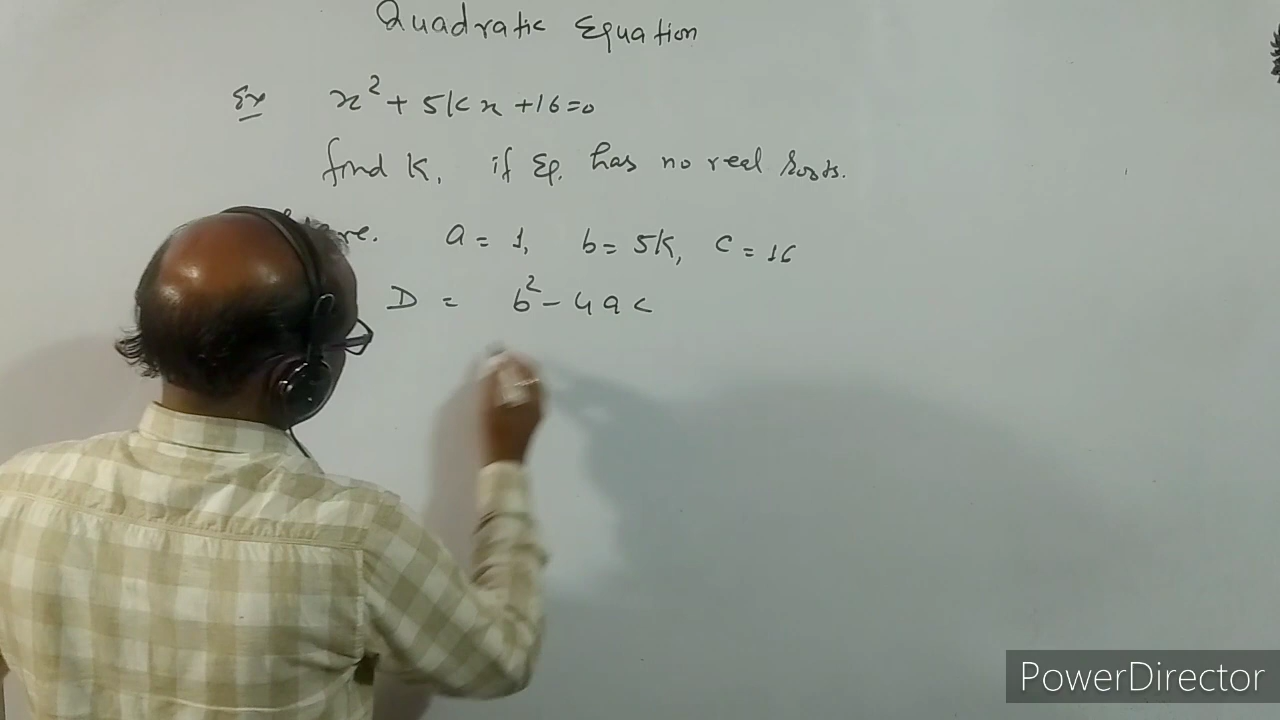 Quadratic Equation
Ex x² + 5kx + 16 = 0
find k, if Eq. has no real roots.
a = 1, b = 5k, c = 16
D = b² - 4ac
PowerDirector